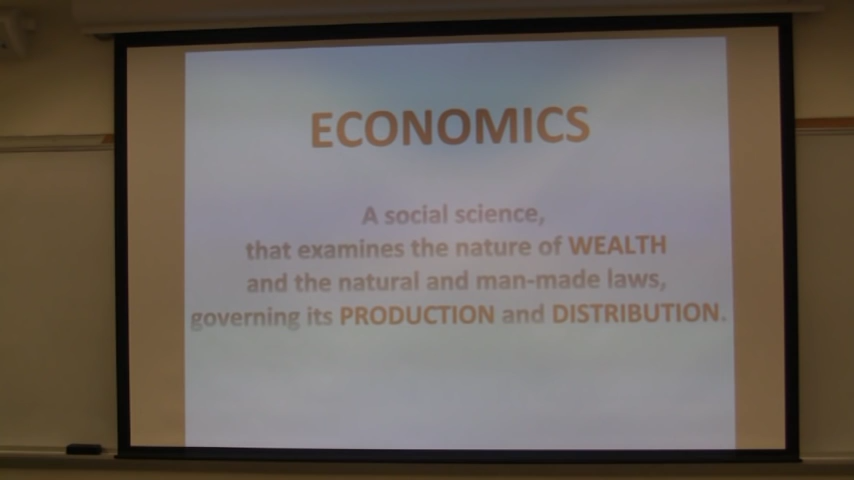 ECONOMICS
A social science,
that examines the nature of WEALTH
and the natural and man-made laws,
governing its PRODUCTION and DISTRIBUTION.